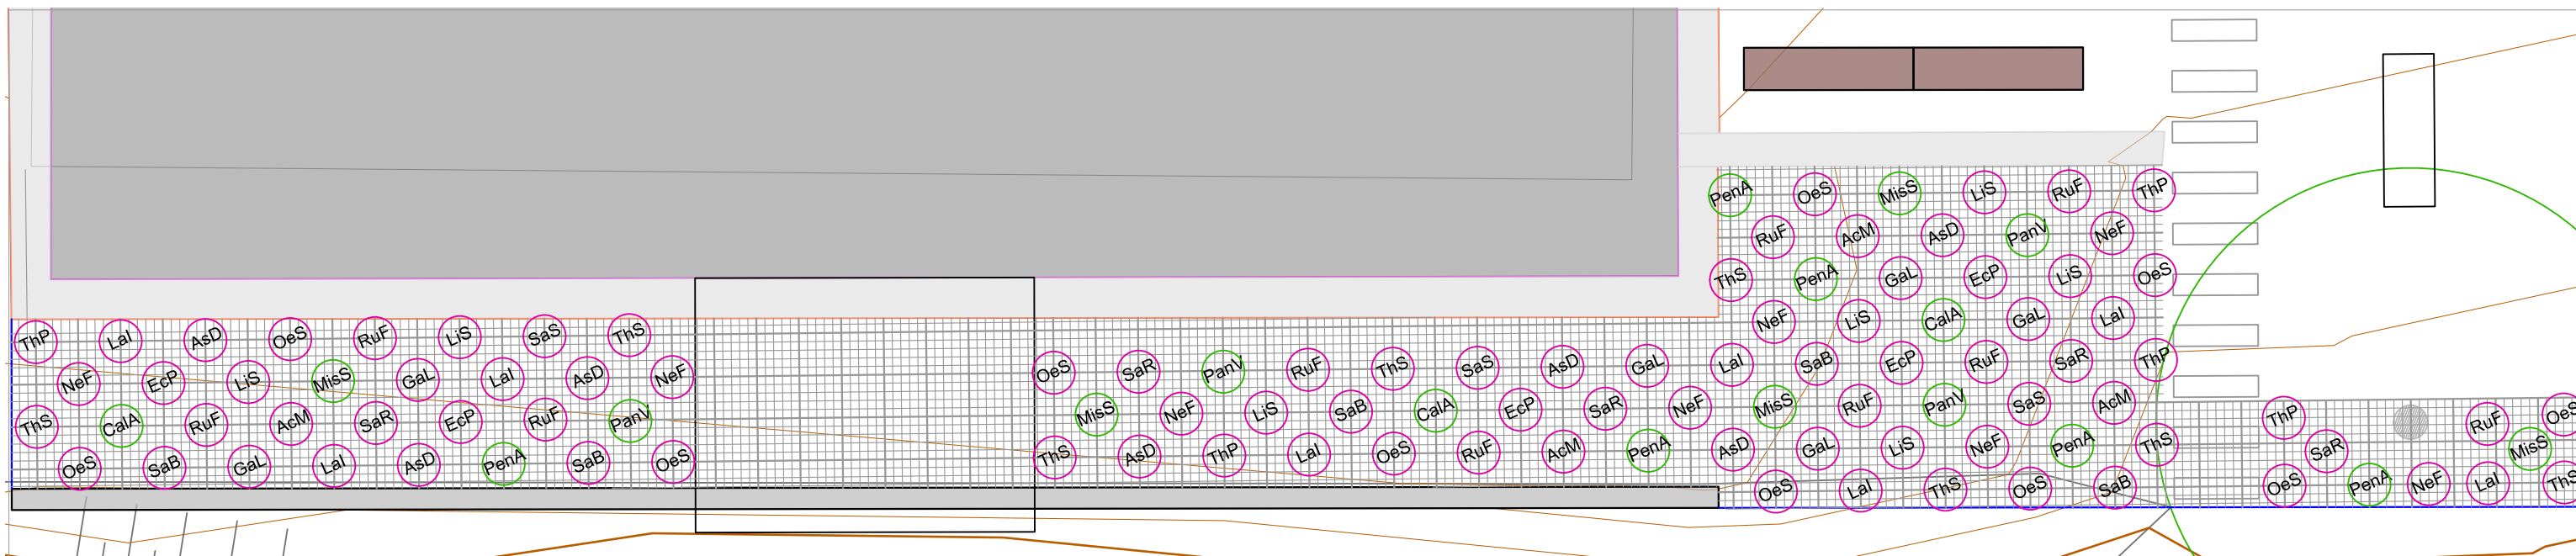 ThP LaI AsD OeS RuF LiS SaS ThS
NeF EcP LiS MisS GaL LaI AsD NeF
ThS CalA RuF AcM SaR EcP RuF PanV
OeS SaB GaL LaI AsD PenA SaB OeS
PenA OeS MisS LiS RuF ThP
RuF AcM AsD PanV NeF
ThS PenA GaL EcP LiS OeS
NeF LiS CalA GaL LaI
OeS SaR PanV RuF ThS SaS AsD GaL LaI SaB EcP RuF SaR ThP
MisS NeF LiS SaB CalA EcP SaR NeF MisS RuF PanV SaS AcM
ThS AsD ThP LaI OeS RuF AcM PenA AsD GaL LiS NeF PenA ThS
OeS LaI ThS OeS SaB
ThP RuF OeS
SaR MisS
OeS PenA NeF LaI ThS